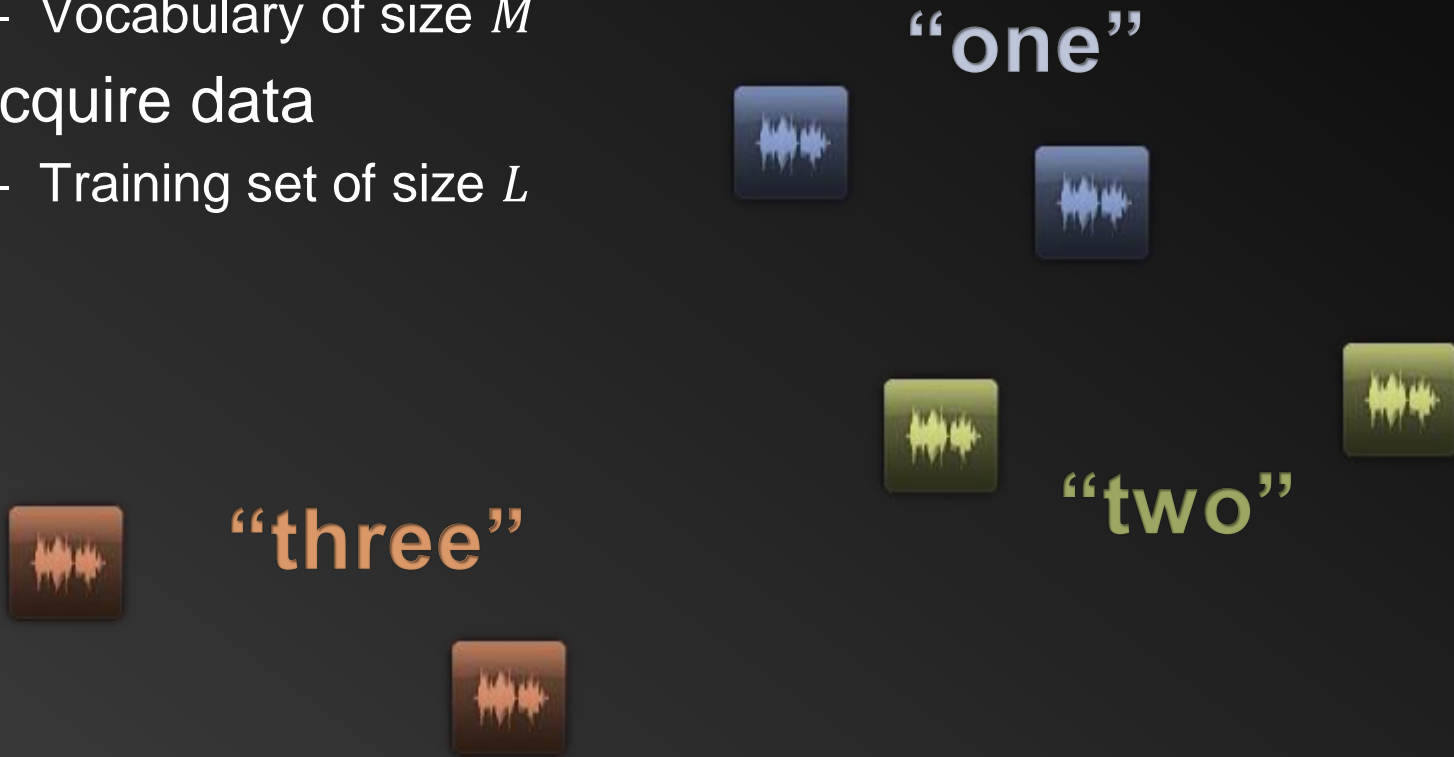 - Vocabulary of size M
cquire data
- Training set of size L
“one”
“two”
“three”